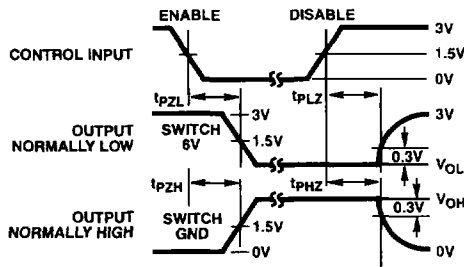 ENABLE DISABLE
3V
CONTROL INPUT 1.5V
0V
tPZL tPLZ
3V 3V
OUTPUT NORMALLY LOW
SWITCH 6V
1.5V
0.3V
VOL
tPZH tPHZ
VOH
0.3V
OUTPUT NORMALLY HIGH
SWITCH GND
1.5V
0V 0V